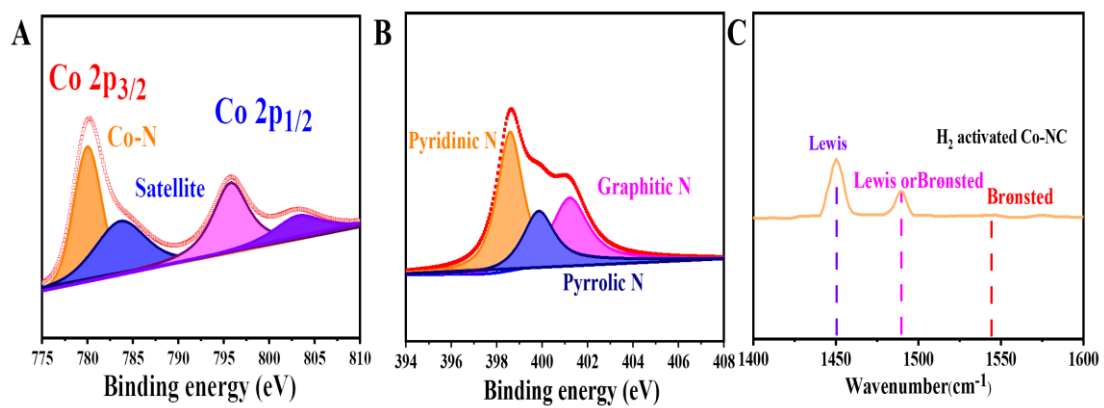 A
Co 2p3/2
Co 2p1/2
Co-N
Satellite
775 780 785 790 795 800 805 810
Binding energy (eV)
B
Pyridinic N
Graphitic N
Pyrrolic N
394 396 398 400 402 404 406 408
Binding energy (eV)
C
H2 activated Co-NC
Lewis
Lewis orBrønsted
Brønsted
1400 1450 1500 1550 1600
Wavenumber(cm-1)